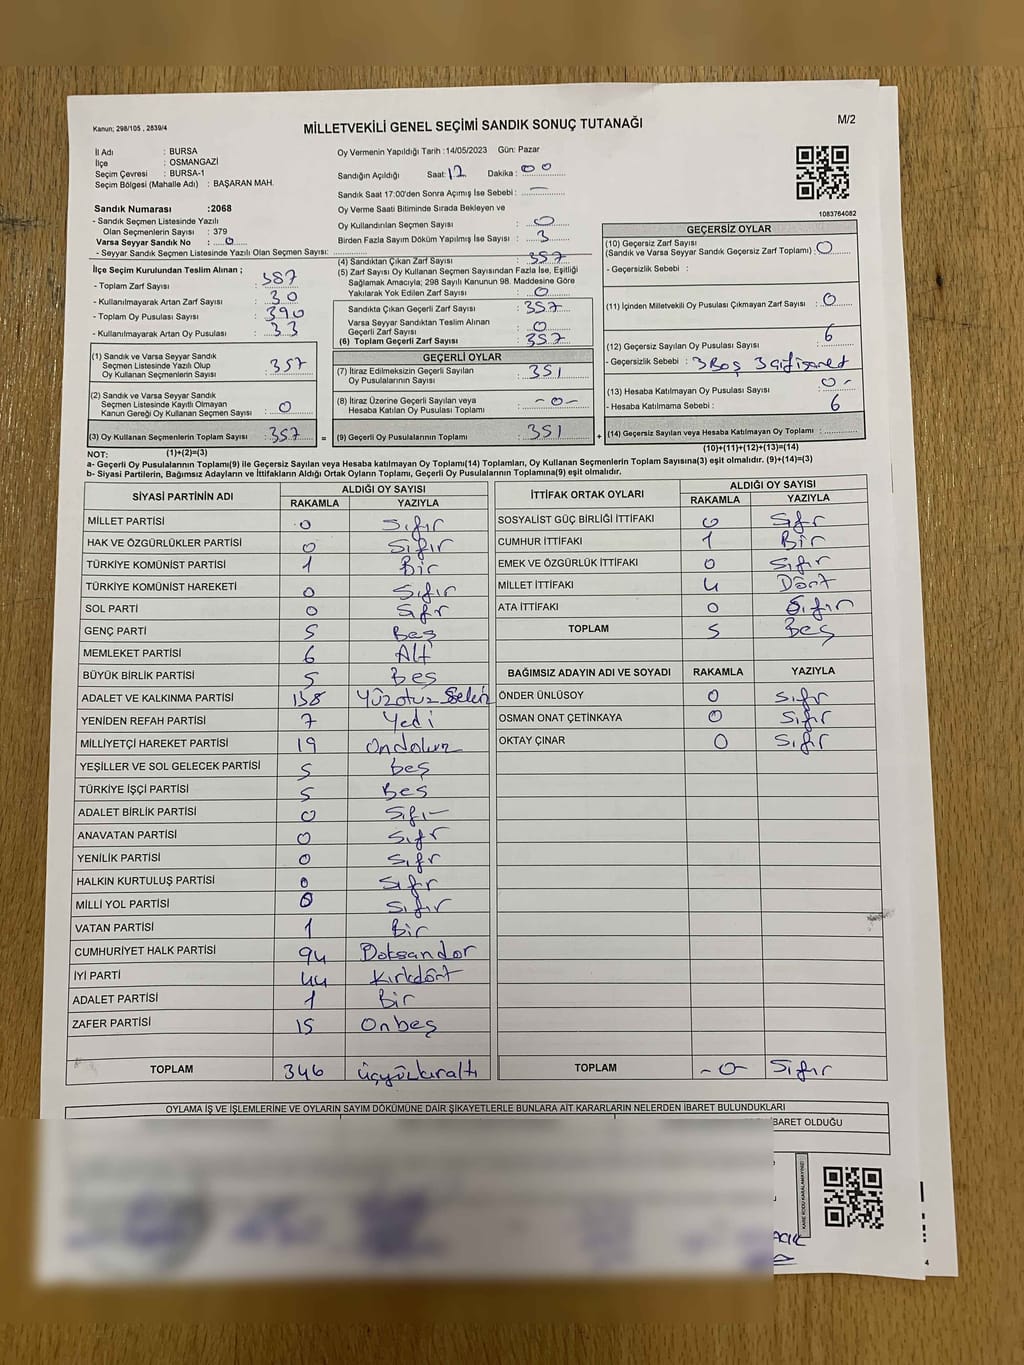 Kanun; 298/105 , 2839/4
MİLLETVEKİLİ GENEL SEÇİMİ SANDIK SONUÇ TUTANAĞI
M/2
İl Adı : BURSA
İlçe : OSMANGAZİ
Seçim Çevresi : BURSA-1
Seçim Bölgesi (Mahalle Adı) : BAŞARAN MAH.
Sandık Numarası :2068
- Sandık Seçmen Listesinde Yazılı
Olan Seçmenlerin Sayısı : 379
Varsa Seyyar Sandık No : 0
- Seyyar Sandık Seçmen Listesinde Yazılı Olan Seçmen Sayısı:
İlçe Seçim Kurulundan Teslim Alınan ;
- Toplam Zarf Sayısı : 387
- Kullanılmayarak Artan Zarf Sayısı : 30
- Toplam Oy Pusulası Sayısı : 390
- Kullanılmayarak Artan Oy Pusulası : 33
(1) Sandık ve Varsa Seyyar Sandık
Seçmen Listesinde Yazılı Olup
Oy Kullanan Seçmenlerin Sayısı : 357
(2) Sandık ve Varsa Seyyar Sandık
Seçmen Listesinde Kayıtlı Olmayan
Kanun Gereği Oy Kullanan Seçmen Sayısı : 0
(3) Oy Kullanan Seçmenlerin Toplam Sayısı : 357 =
Oy Vermenin Yapıldığı Tarih :14/05/2023 Gün: Pazar
Sandığın Açıldığı Saat: 12 Dakika : 00
Sandık Saat 17:00'den Sonra Açımış İse Sebebi : —
Oy Verme Saati Bitiminde Sırada Bekleyen ve
Oy Kullandırılan Seçmen Sayısı : 0
Birden Fazla Sayım Döküm Yapılmış İse Sayısı : 3
(4) Sandıktan Çıkan Zarf Sayısı : 357
(5) Zarf Sayısı Oy Kullanan Seçmen Sayısından Fazla İse, Eşitliği
Sağlamak Amacıyla; 298 Sayılı Kanunun 98. Maddesine Göre
Yakılarak Yok Edilen Zarf Sayısı : 0
Sandıkta Çıkan Geçerli Zarf Sayısı : 357
Varsa Seyyar Sandıktan Teslim Alınan
Geçerli Zarf Sayısı : 0
(6) Toplam Geçerli Zarf Sayısı : 357
GEÇERLİ OYLAR
(7) İtiraz Edilmeksizin Geçerli Sayılan
Oy Pusulalarının Sayısı : 351
(8) İtiraz Üzerine Geçerli Sayılan veya
Hesaba Katılan Oy Pusulaları Toplamı : -0-
(9) Geçerli Oy Pusulalarının Toplamı : 351 +
1083764082
GEÇERSİZ OYLAR
(10) Geçersiz Zarf Sayısı
(Sandık ve Varsa Seyyar Sandık Geçersiz Zarf Toplamı) : 0
- Geçersizlik Sebebi :
(11) İçinden Milletvekili Oy Pusulası Çıkmayan Zarf Sayısı : 0
(12) Geçersiz Sayılan Oy Pusulası Sayısı : 6
- Geçersizlik Sebebi : 3 Boş 3 çift işaret
(13) Hesaba Katılmayan Oy Pusulası Sayısı : 0 -
- Hesaba Katılmama Sebebi : 6
(14) Geçersiz Sayılan veya Hesaba Katılmayan Oy Toplamı :
NOT: (1)+(2)=(3) (10)+(11)+(12)+(13)=(14)
a- Geçerli Oy Pusulalarının Toplamı(9) ile Geçersiz Sayılan veya Hesaba katılmayan Oy Toplamı(14) Toplamları, Oy Kullanan Seçmenlerin Toplam Sayısına(3) eşit olmalıdır. (9)+(14)=(3)
b- Siyasi Partilerin, Bağımsız Adayların ve İttifakların Aldığı Ortak Oyların Toplamı, Geçerli Oy Pusulalarının Toplamına(9) eşit olmalıdır.
SİYASİ PARTİNİN ADI ALDIĞI OY SAYISI
RAKAMLA YAZIYLA
MİLLET PARTİSİ 0 Sıfır
HAK VE ÖZGÜRLÜKLER PARTİSİ 0 Sıfır
TÜRKİYE KOMÜNİST PARTİSİ 1 Bir
TÜRKİYE KOMÜNİST HAREKETİ 0 Sıfır
SOL PARTİ 0 Sıfr
GENÇ PARTİ 5 Beş
MEMLEKET PARTİSİ 6 Alt
BÜYÜK BİRLİK PARTİSİ 5 Beş
ADALET VE KALKINMA PARTİSİ 138 Yüzotuz Sekiz
YENİDEN REFAH PARTİSİ 7 Yedi
MİLLİYETÇİ HAREKET PARTİSİ 19 Ondokuz
YEŞİLLER VE SOL GELECEK PARTİSİ 5 Beş
TÜRKİYE İŞÇİ PARTİSİ 5 Beş
ADALET BİRLİK PARTİSİ 0 Sıfı-
ANAVATAN PARTİSİ 0 Sıfr
YENİLİK PARTİSİ 0 Sıfr
HALKIN KURTULUŞ PARTİSİ 0 Sıfr
MİLLİ YOL PARTİSİ 0 Sıfır
VATAN PARTİSİ 1 Bir
CUMHURİYET HALK PARTİSİ 94 Doksandör
İYİ PARTİ 44 Kırkdört
ADALET PARTİSİ 1 Bir
ZAFER PARTİSİ 15 Onbeş
TOPLAM 346 üçyüzkıraltı
İTTİFAK ORTAK OYLARI ALDIĞI OY SAYISI
RAKAMLA YAZIYLA
SOSYALİST GÜÇ BİRLİĞİ İTTİFAKI 0 Sıfr
CUMHUR İTTİFAKI 1 Bir
EMEK VE ÖZGÜRLÜK İTTİFAKI 0 Sıfır
MİLLET İTTİFAKI 4 Dört
ATA İTTİFAKI 0 Sıfır
TOPLAM 5 Beş
BAĞIMSIZ ADAYIN ADI VE SOYADI RAKAMLA YAZIYLA
ÖNDER ÜNLÜSOY 0 Sıfr
OSMAN ONAT ÇETİNKAYA 0 Sıfır
OKTAY ÇINAR 0 Sıfır
TOPLAM -0- Sıfır
OYLAMA İŞ VE İŞLEMLERİNE VE OYLARIN SAYIM DÖKÜMÜNE DAİR ŞİKAYETLERLE BUNLARA AİT KARARLARIN NELERDEN İBARET BULUNDUKLARI
İBARET OLDUĞU
KARE KODU KARALAMAYINIZ!